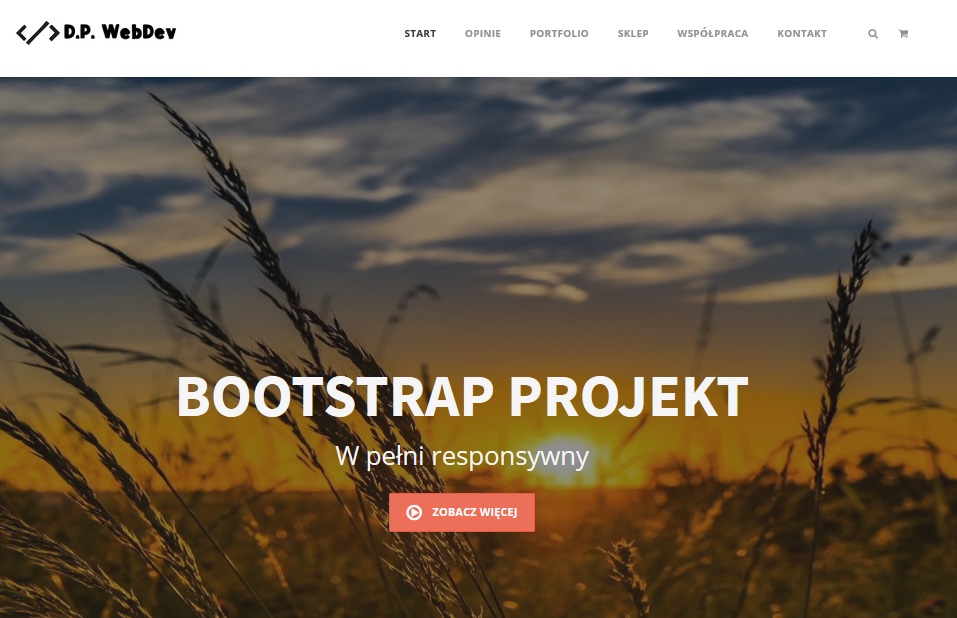 </> D.P. WebDev
START OPINIE PORTFOLIO SKLEP WSPÓŁPRACA KONTAKT
BOOTSTRAP PROJEKT
W pełni responsywny
ZOBACZ WIĘCEJ